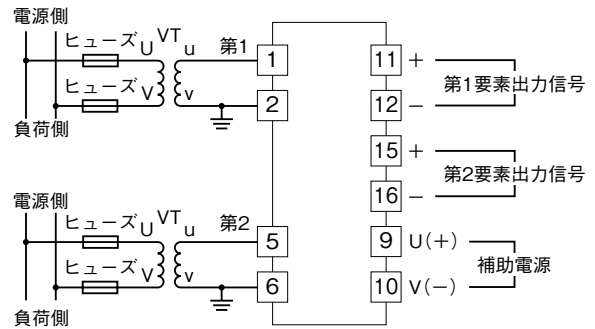 電源側
ヒューズ U VT u 第1 1
ヒューズ V v 2
負荷側
電源側
ヒューズ U VT u 第2 5
ヒューズ V v 6
負荷側
11 +
第1要素出力信号
12 −
15 +
第2要素出力信号
16 −
9 U(+)
補助電源
10 V(−)